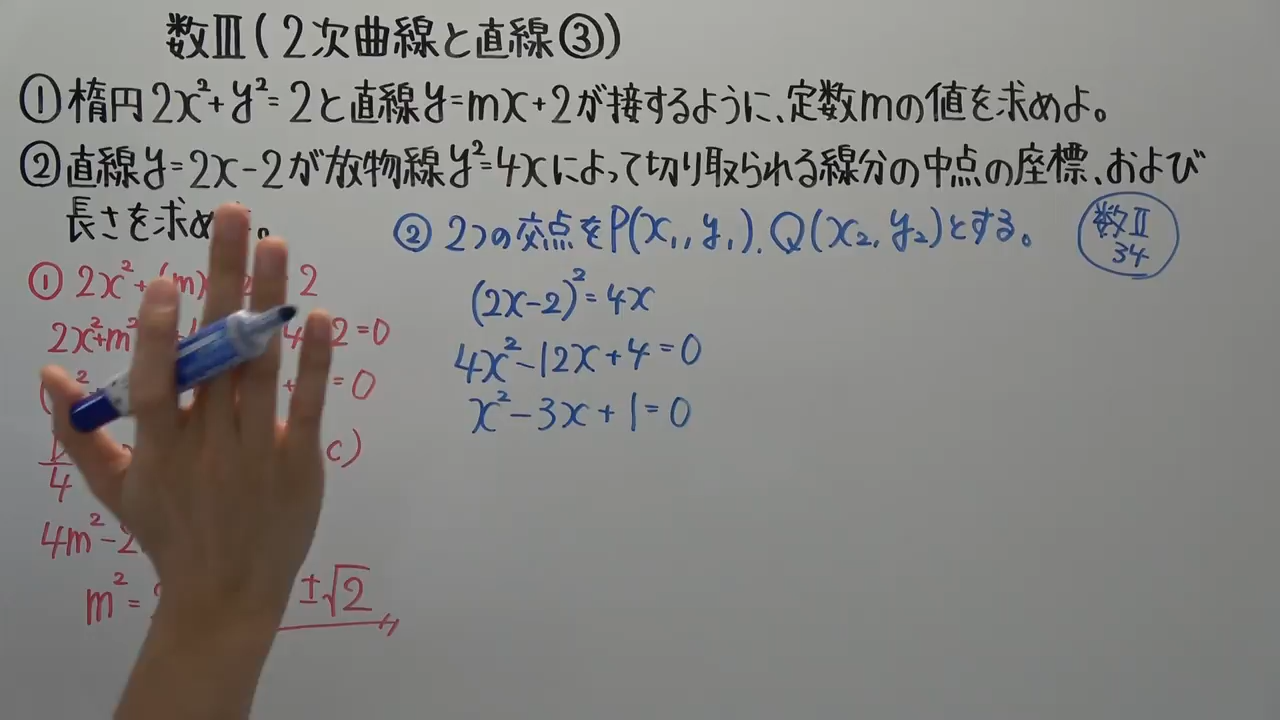 数Ⅲ(2次曲線と直線③)
①楕円2x²+y²=2と直線y=mx+2が接するように、定数mの値を求めよ。
②直線y=2x-2が放物線y²=4xによって切り取られる線分の中点の座標、および
長さを求め 。
② 2つの交点をP(x₁, y₁), Q(x₂, y₂)とする。
数Ⅱ
34
① 2x²+(m 2
2x²+m² 2=0
=0
4 c)
4m²-2
m²= ±√2
(2x-2)²=4x
4x²-12x+4=0
x²-3x+1=0